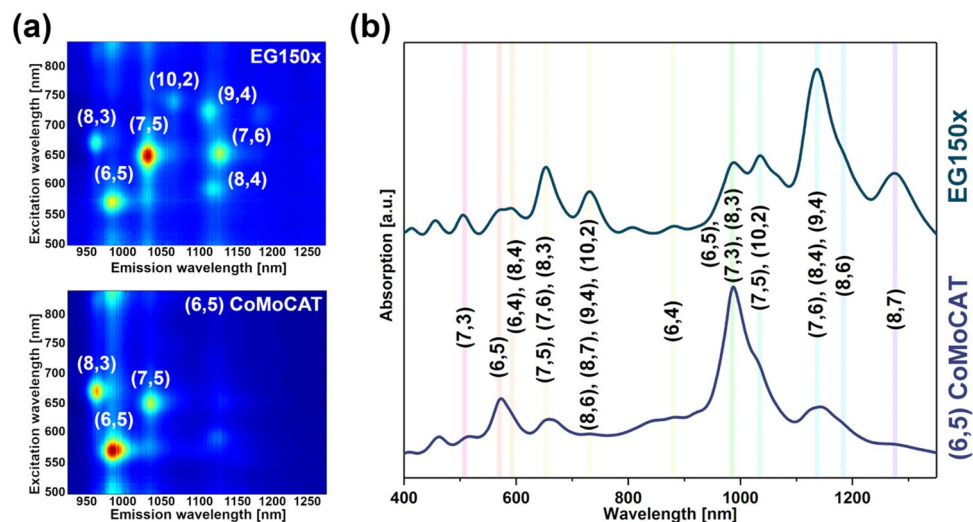 (a)
EG150x
Excitation wavelength [nm]
800
750
700
650
600
550
500
(10,2)
(9,4)
(8,3)
(7,5)
(7,6)
(6,5)
(8,4)
950 1000 1050 1100 1150 1200 1250
Emission wavelength [nm]
(6,5) CoMoCAT
Excitation wavelength [nm]
800
750
700
650
600
550
500
(8,3)
(7,5)
(6,5)
950 1000 1050 1100 1150 1200 1250
Emission wavelength [nm]
(b)
Absorption [a.u.]
EG150x
(6,5) CoMoCAT
(7,3)
(6,5)
(6,4), (8,4)
(7,5), (7,6), (8,3)
(8,6), (8,7), (9,4), (10,2)
(6,4)
(6,5),
(7,3), (8,3)
(7,5), (10,2)
(7,6), (8,4), (9,4)
(8,6)
(8,7)
400 600 800 1000 1200
Wavelength [nm]